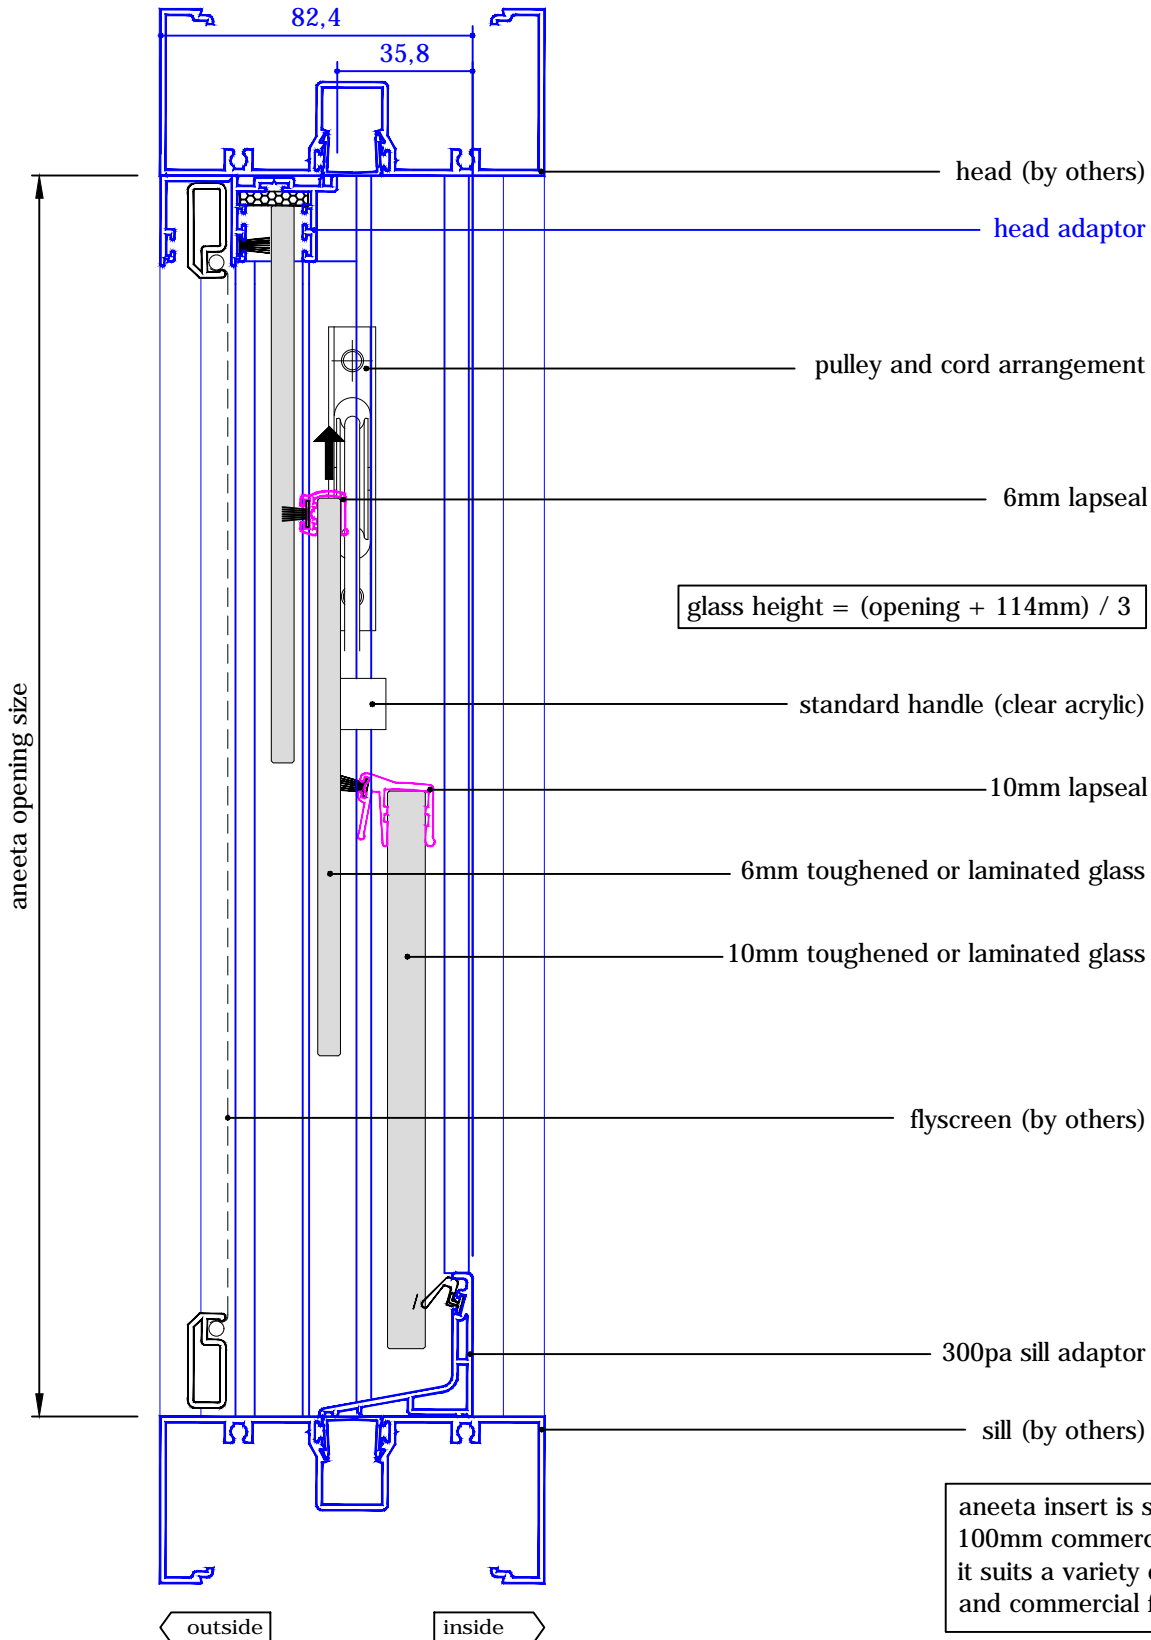 82,4
35,8
head (by others)
head adaptor
pulley and cord arrangement
6mm lapseal
glass height = (opening + 114mm) / 3
standard handle (clear acrylic)
aneeta opening size
10mm lapseal
6mm toughened or laminated glass
10mm toughened or laminated glass
flyscreen (by others)
300pa sill adaptor
sill (by others)
aneeta insert is
100mm
it suits a variety
and commercial
outside
inside